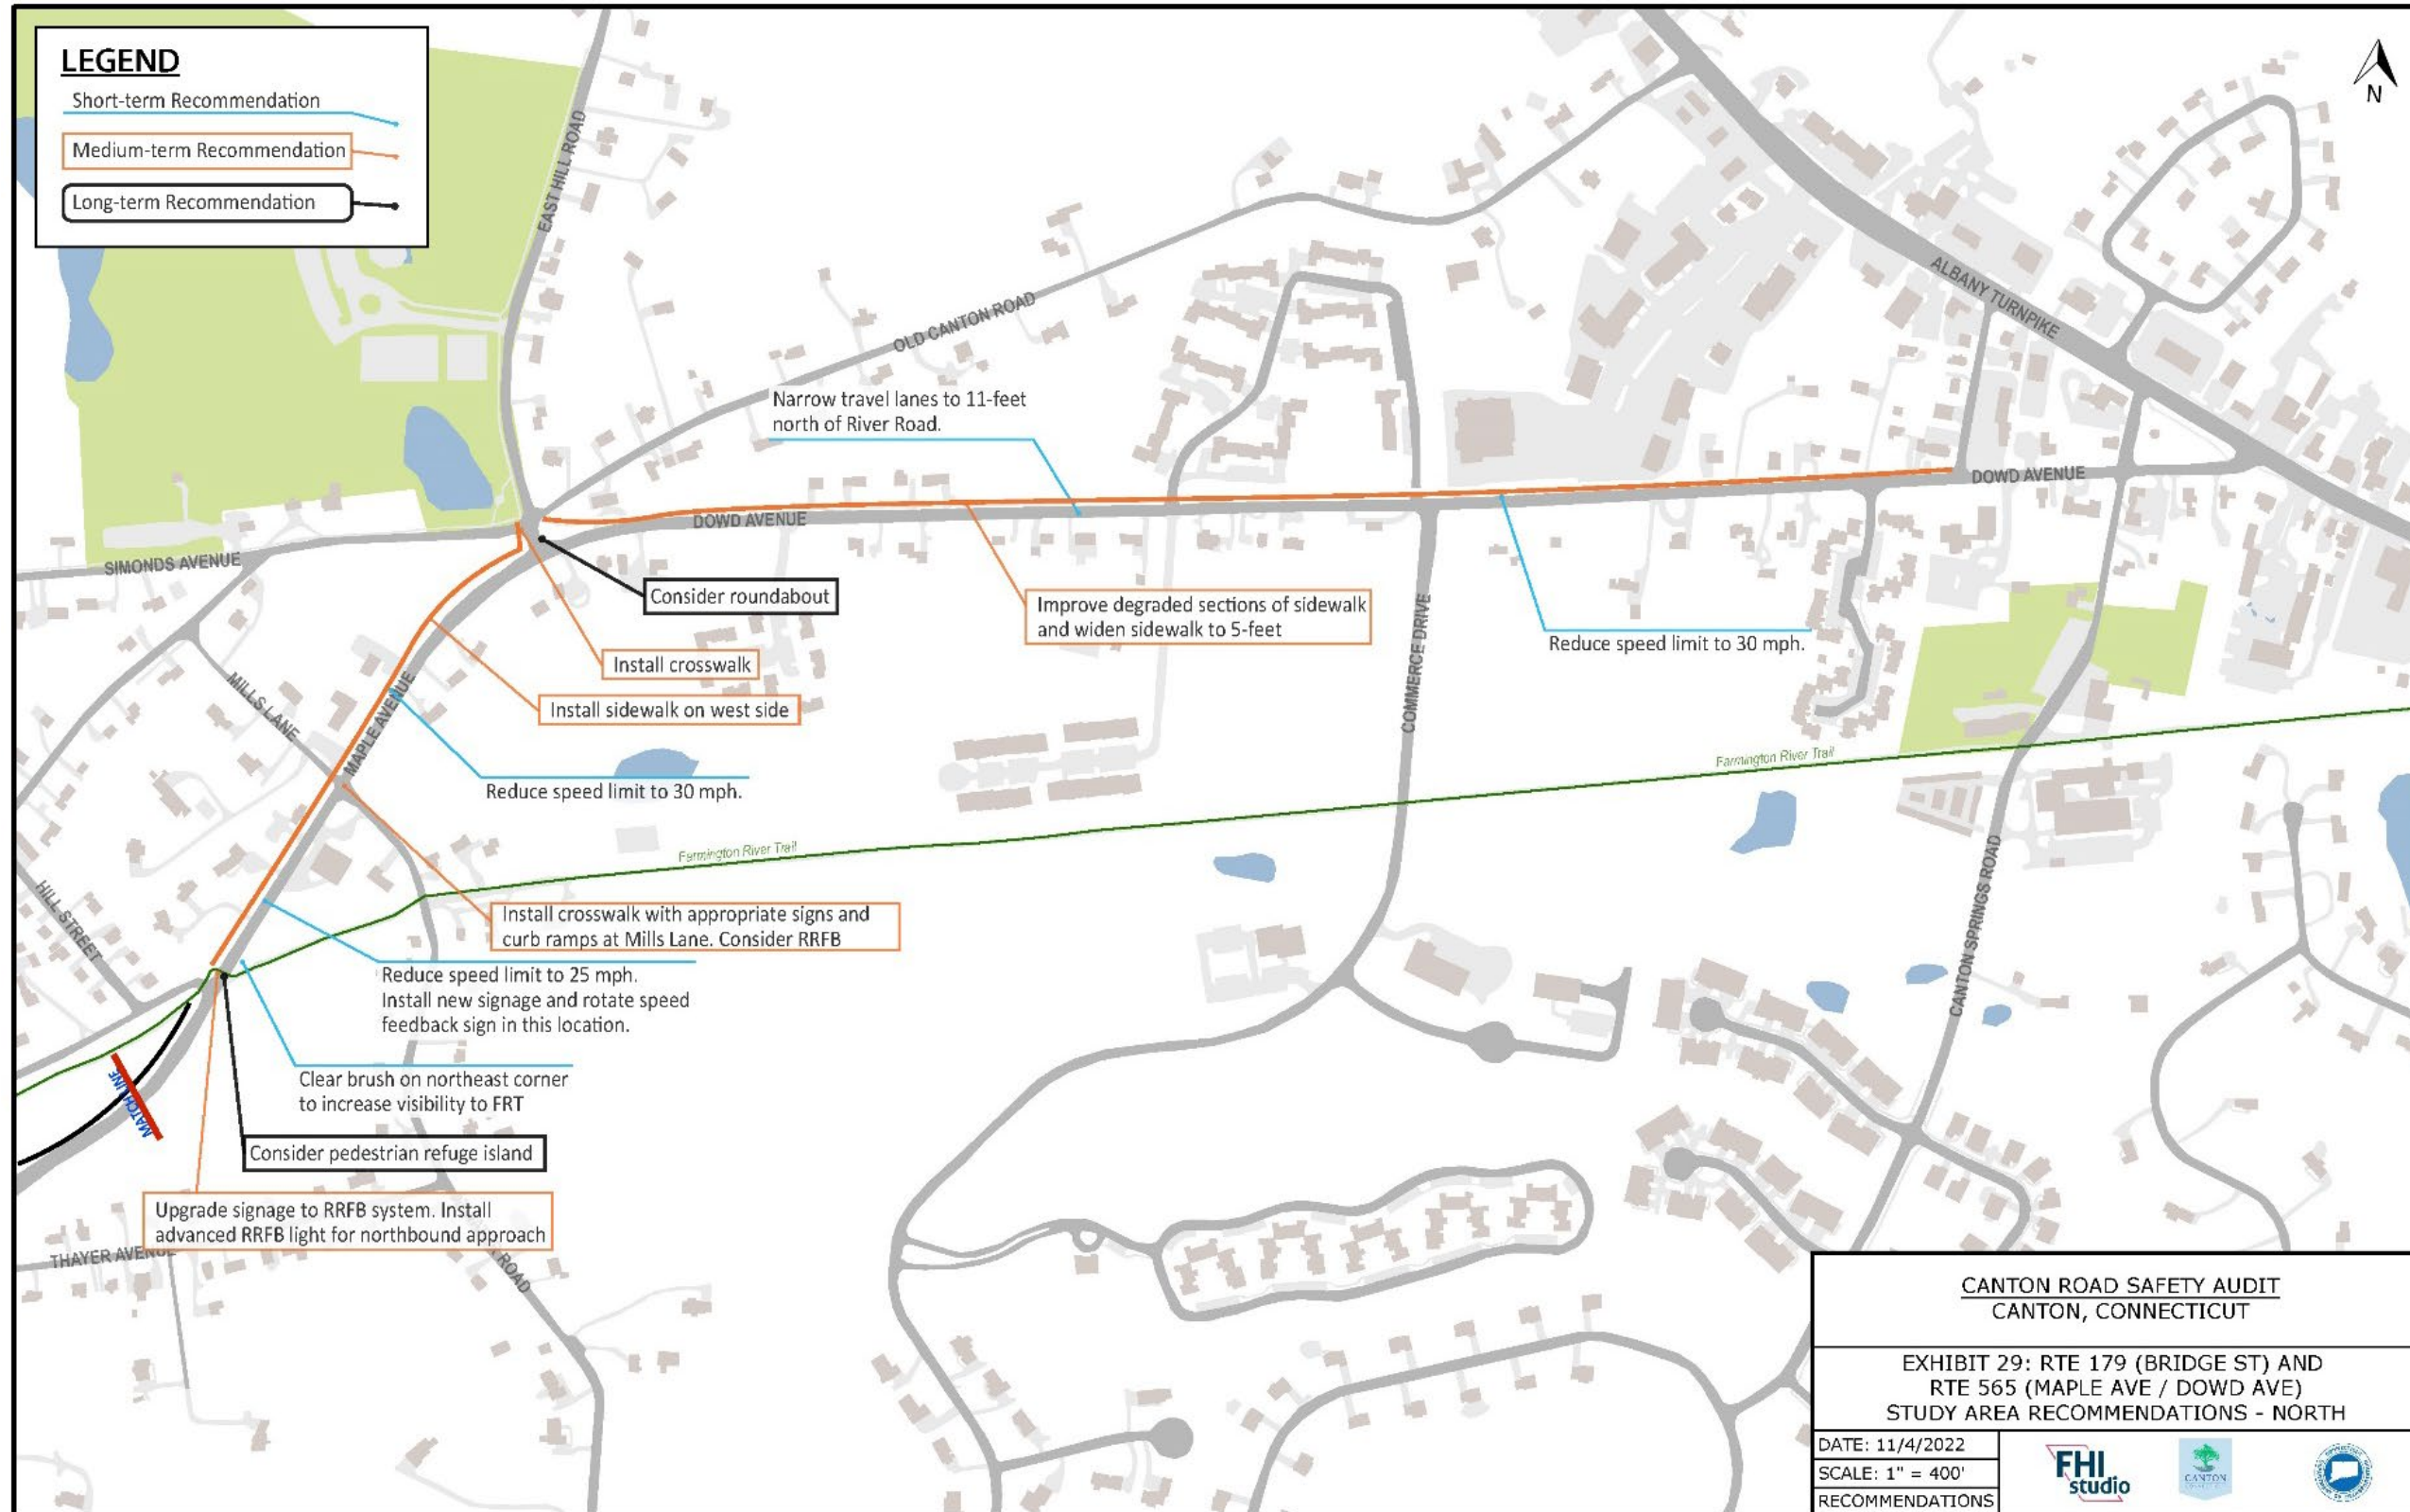 LEGEND
Short-term Recommendation
Medium-term Recommendation
Long-term Recommendation
N
EAST HILL ROAD
OLD CANTON ROAD
ALBANY TURNPIKE
Narrow travel lanes to 11-feet
north of River Road.
DOWD AVENUE
DOWD AVENUE
SIMONDS AVENUE
Consider roundabout
Improve degraded sections of sidewalk
and widen sidewalk to 5-feet
COMMERCE DRIVE
Reduce speed limit to 30 mph.
Install crosswalk
Install sidewalk on west side
MILLS LANE
MAPLE AVENUE
Reduce speed limit to 30 mph.
Farmington River Trail
Farmington River Trail
HILL STREET
Install crosswalk with appropriate signs and
curb ramps at Mills Lane. Consider RRFB
CANTON SPRINGS ROAD
Reduce speed limit to 25 mph.
Install new signage and rotate speed
feedback sign in this location.
Clear brush on northeast corner
to increase visibility to FRT
MATCHLINE
Consider pedestrian refuge island
Upgrade signage to RRFB system. Install
advanced RRFB light for northbound approach
THAYER AVENUE
ROAD
CANTON ROAD SAFETY AUDIT
CANTON, CONNECTICUT
EXHIBIT 29: RTE 179 (BRIDGE ST) AND
RTE 565 (MAPLE AVE / DOWD AVE)
STUDY AREA RECOMMENDATIONS - NORTH
DATE: 11/4/2022
SCALE: 1" = 400'
RECOMMENDATIONS
FHI
studio
CANTON